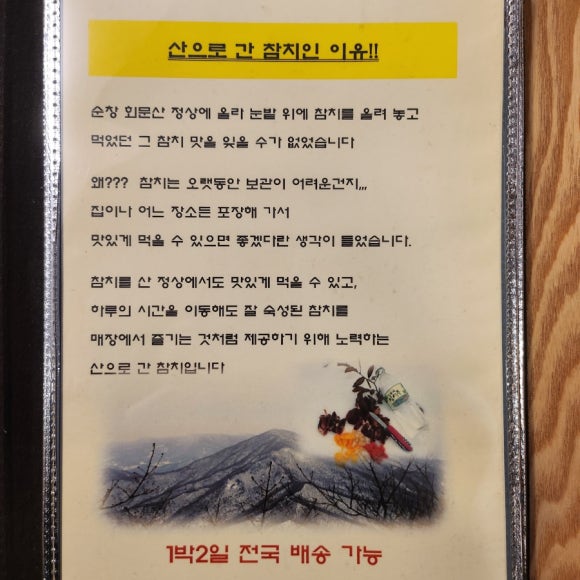 산으로 간 참치인 이유!!
순창 회문산 정상에 올라 눈밭 위에 참치를 올려 놓고
먹었던 그 참치 맛을 잊을 수가 없었습니다
왜??? 참치는 오랫동안 보관이 어려운건지,,,
집이나 어느 장소든 포장해 가서
맛있게 먹을 수 있으면 좋겠다란 생각이 들었습니다.
참치를 산 정상에서도 맛있게 먹을 수 있고,
하루의 시간을 이동해도 잘 숙성된 참치를
매장에서 즐기는 것처럼 제공하기 위해 노력하는
산으로 간 참치입니다
1박2일 전국 배송 가능